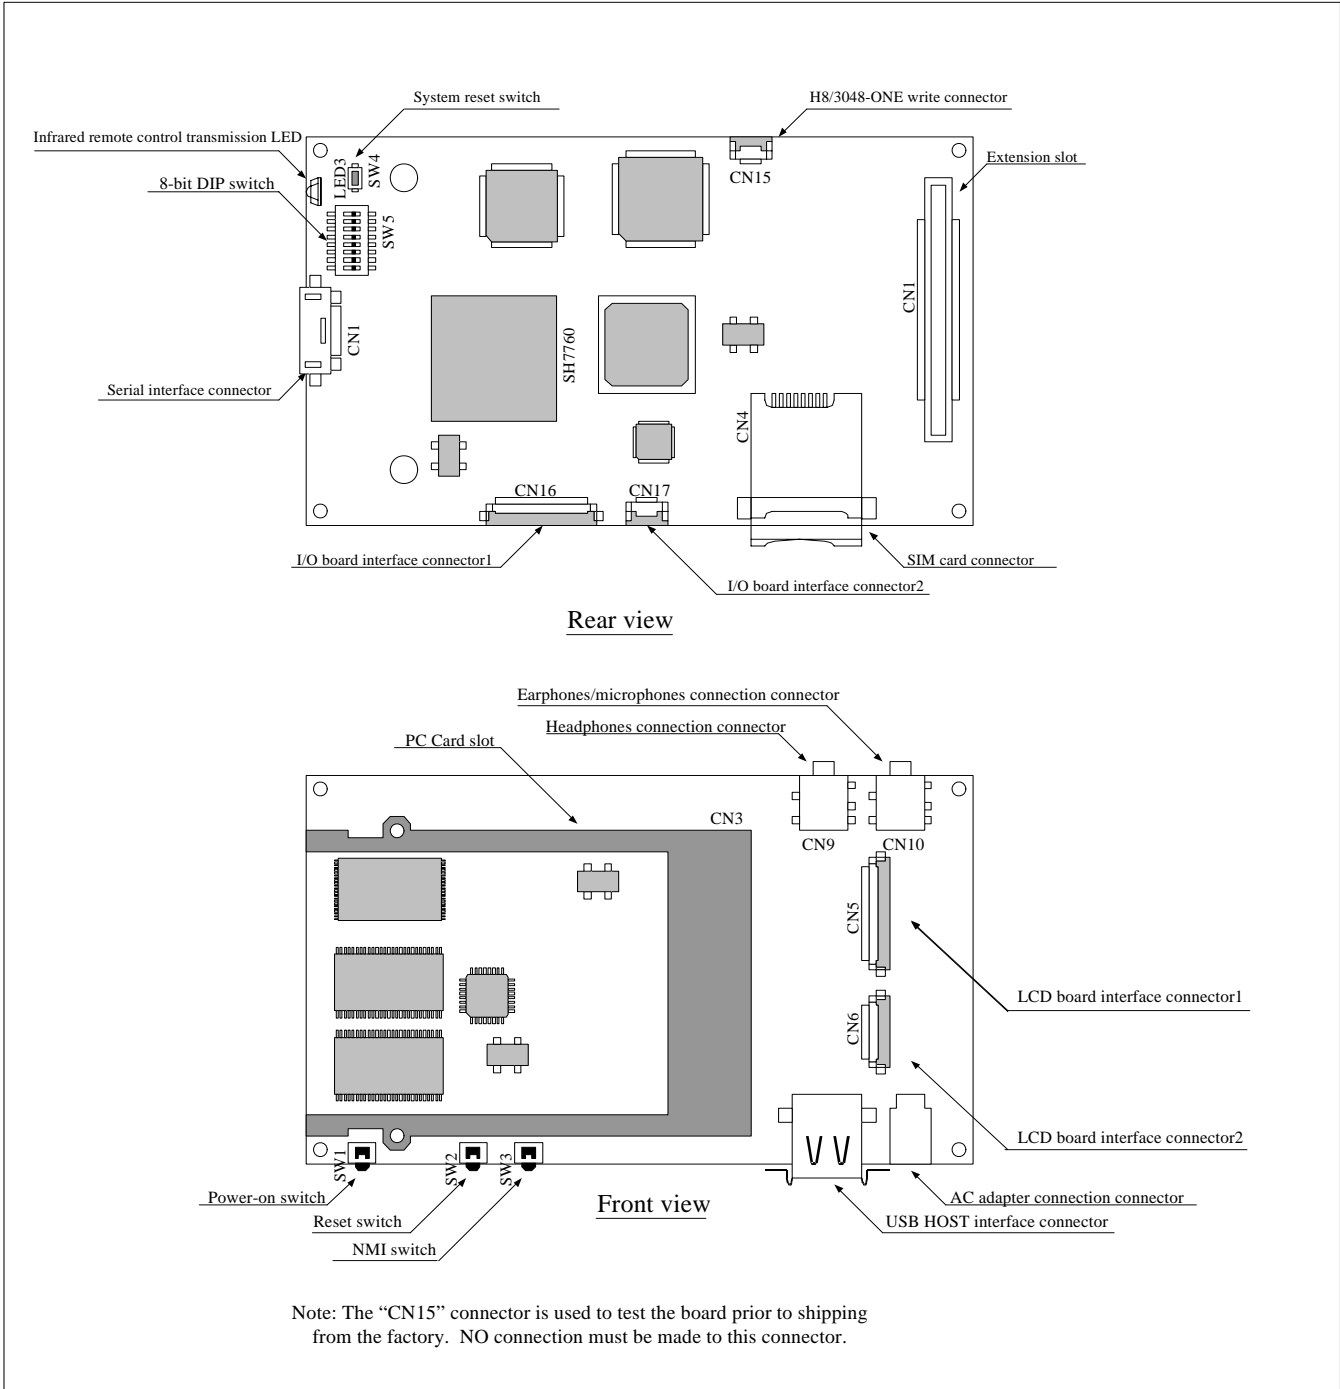 System reset switch
H8/3048-ONE write connector
Infrared remote control transmission LED
Extension slot
8-bit DIP switch
LED3
SW4
CN15
SW5
CN1
CN1
SH7760
Serial interface connector
CN4
CN16
CN17
I/O board interface connector1
SIM card connector
I/O board interface connector2
Rear view
Earphones/microphones connection connector
Headphones connection connector
PC Card slot
CN3
CN9
CN10
CN5
LCD board interface connector1
CN6
LCD board interface connector2
SW1
SW2
SW3
Power-on switch
AC adapter connection connector
Front view
Reset switch
USB HOST interface connector
NMI switch
Note: The “CN15” connector is used to test the board prior to shipping
from the factory. NO connection must be made to this connector.